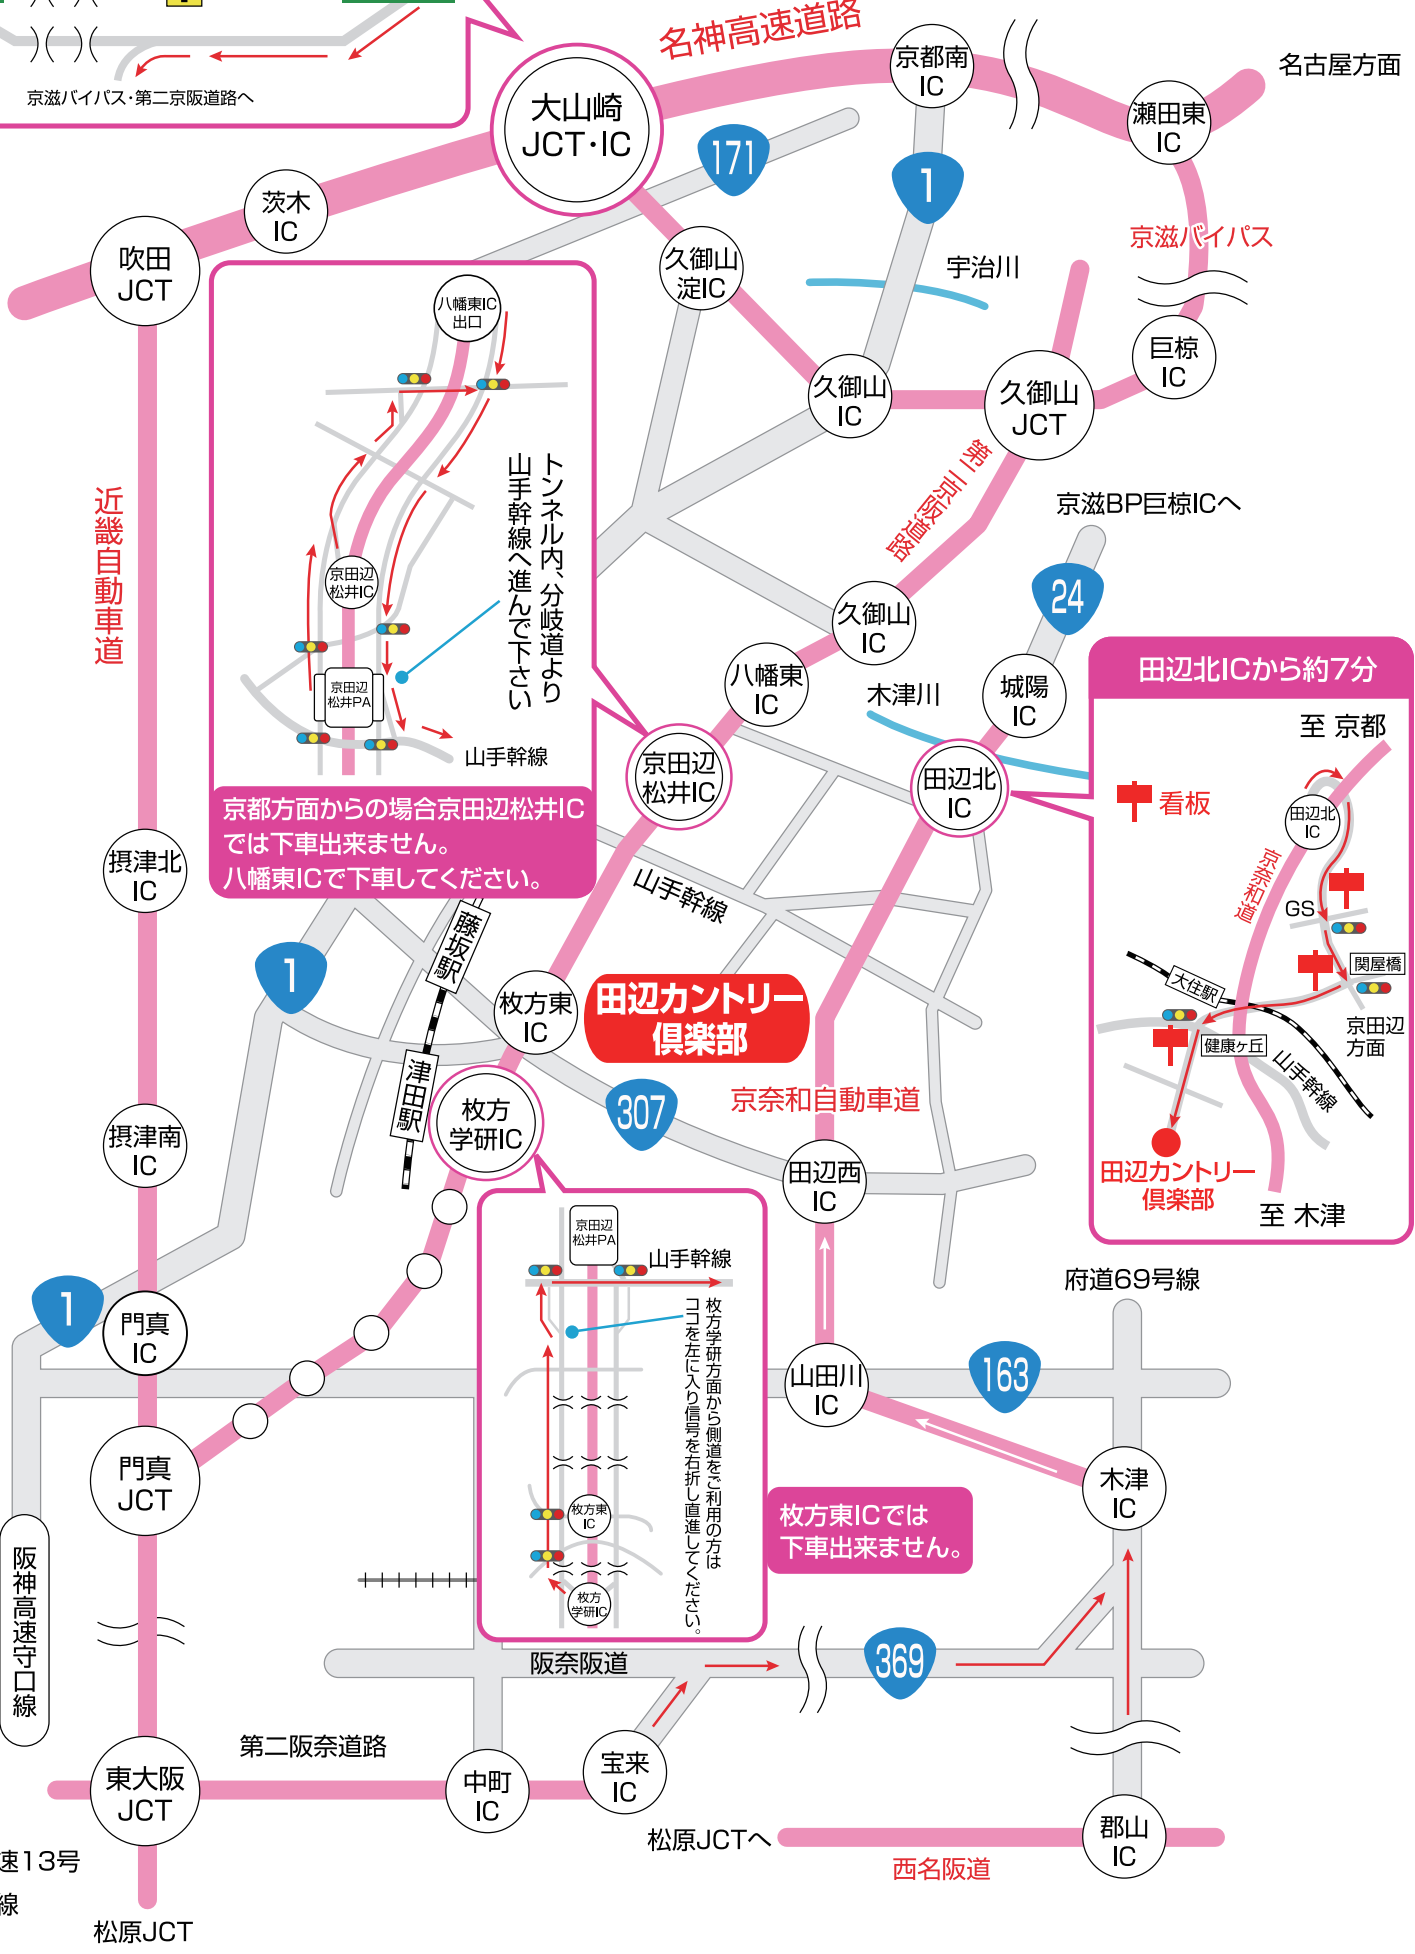 京滋バイパス・第二京阪道路へ
名神高速道路
大山崎
JCT・IC
京都南
IC
名古屋方面
瀬田東
IC
171
1
茨木
IC
吹田
JCT
久御山
淀IC
宇治川
京滋バイパス
巨椋
IC
久御山
IC
久御山
JCT
第二京阪道路
京滋BP巨椋ICへ
24
近畿自動車道
八幡東IC
出口
トンネル内、分岐道より
山手幹線へ進んで下さい
京田辺
松井IC
京田辺
松井PA
山手幹線
京都方面からの場合京田辺松井IC
では下車出来ません。
八幡東ICで下車してください。
久御山
IC
八幡東
IC
木津川
城陽
IC
京田辺
松井IC
田辺北
IC
田辺北ICから約7分
至 京都
看板
田辺北
IC
京奈和道
GS
関屋橋
大住駅
京田辺
方面
健康ヶ丘
山手幹線
田辺カントリー
倶楽部
至 木津
摂津北
IC
山手幹線
藤坂駅
1
枚方東
IC
田辺カントリー
倶楽部
津田駅
枚方
学研IC
307
京奈和自動車道
摂津南
IC
田辺西
IC
京田辺
松井PA
山手幹線
枚方学研方面から側道をご利用の方は
ココを左に入り信号を右折し直進してください。
枚方東
IC
枚方
学研IC
府道69号線
1
門真
IC
山田川
IC
163
門真
JCT
木津
IC
枚方東ICでは
下車出来ません。
阪神高速守口線
阪奈阪道
369
第二阪奈道路
東大阪
JCT
中町
IC
宝来
IC
松原JCTへ
郡山
IC
西名阪道
速13号
線
松原JCT